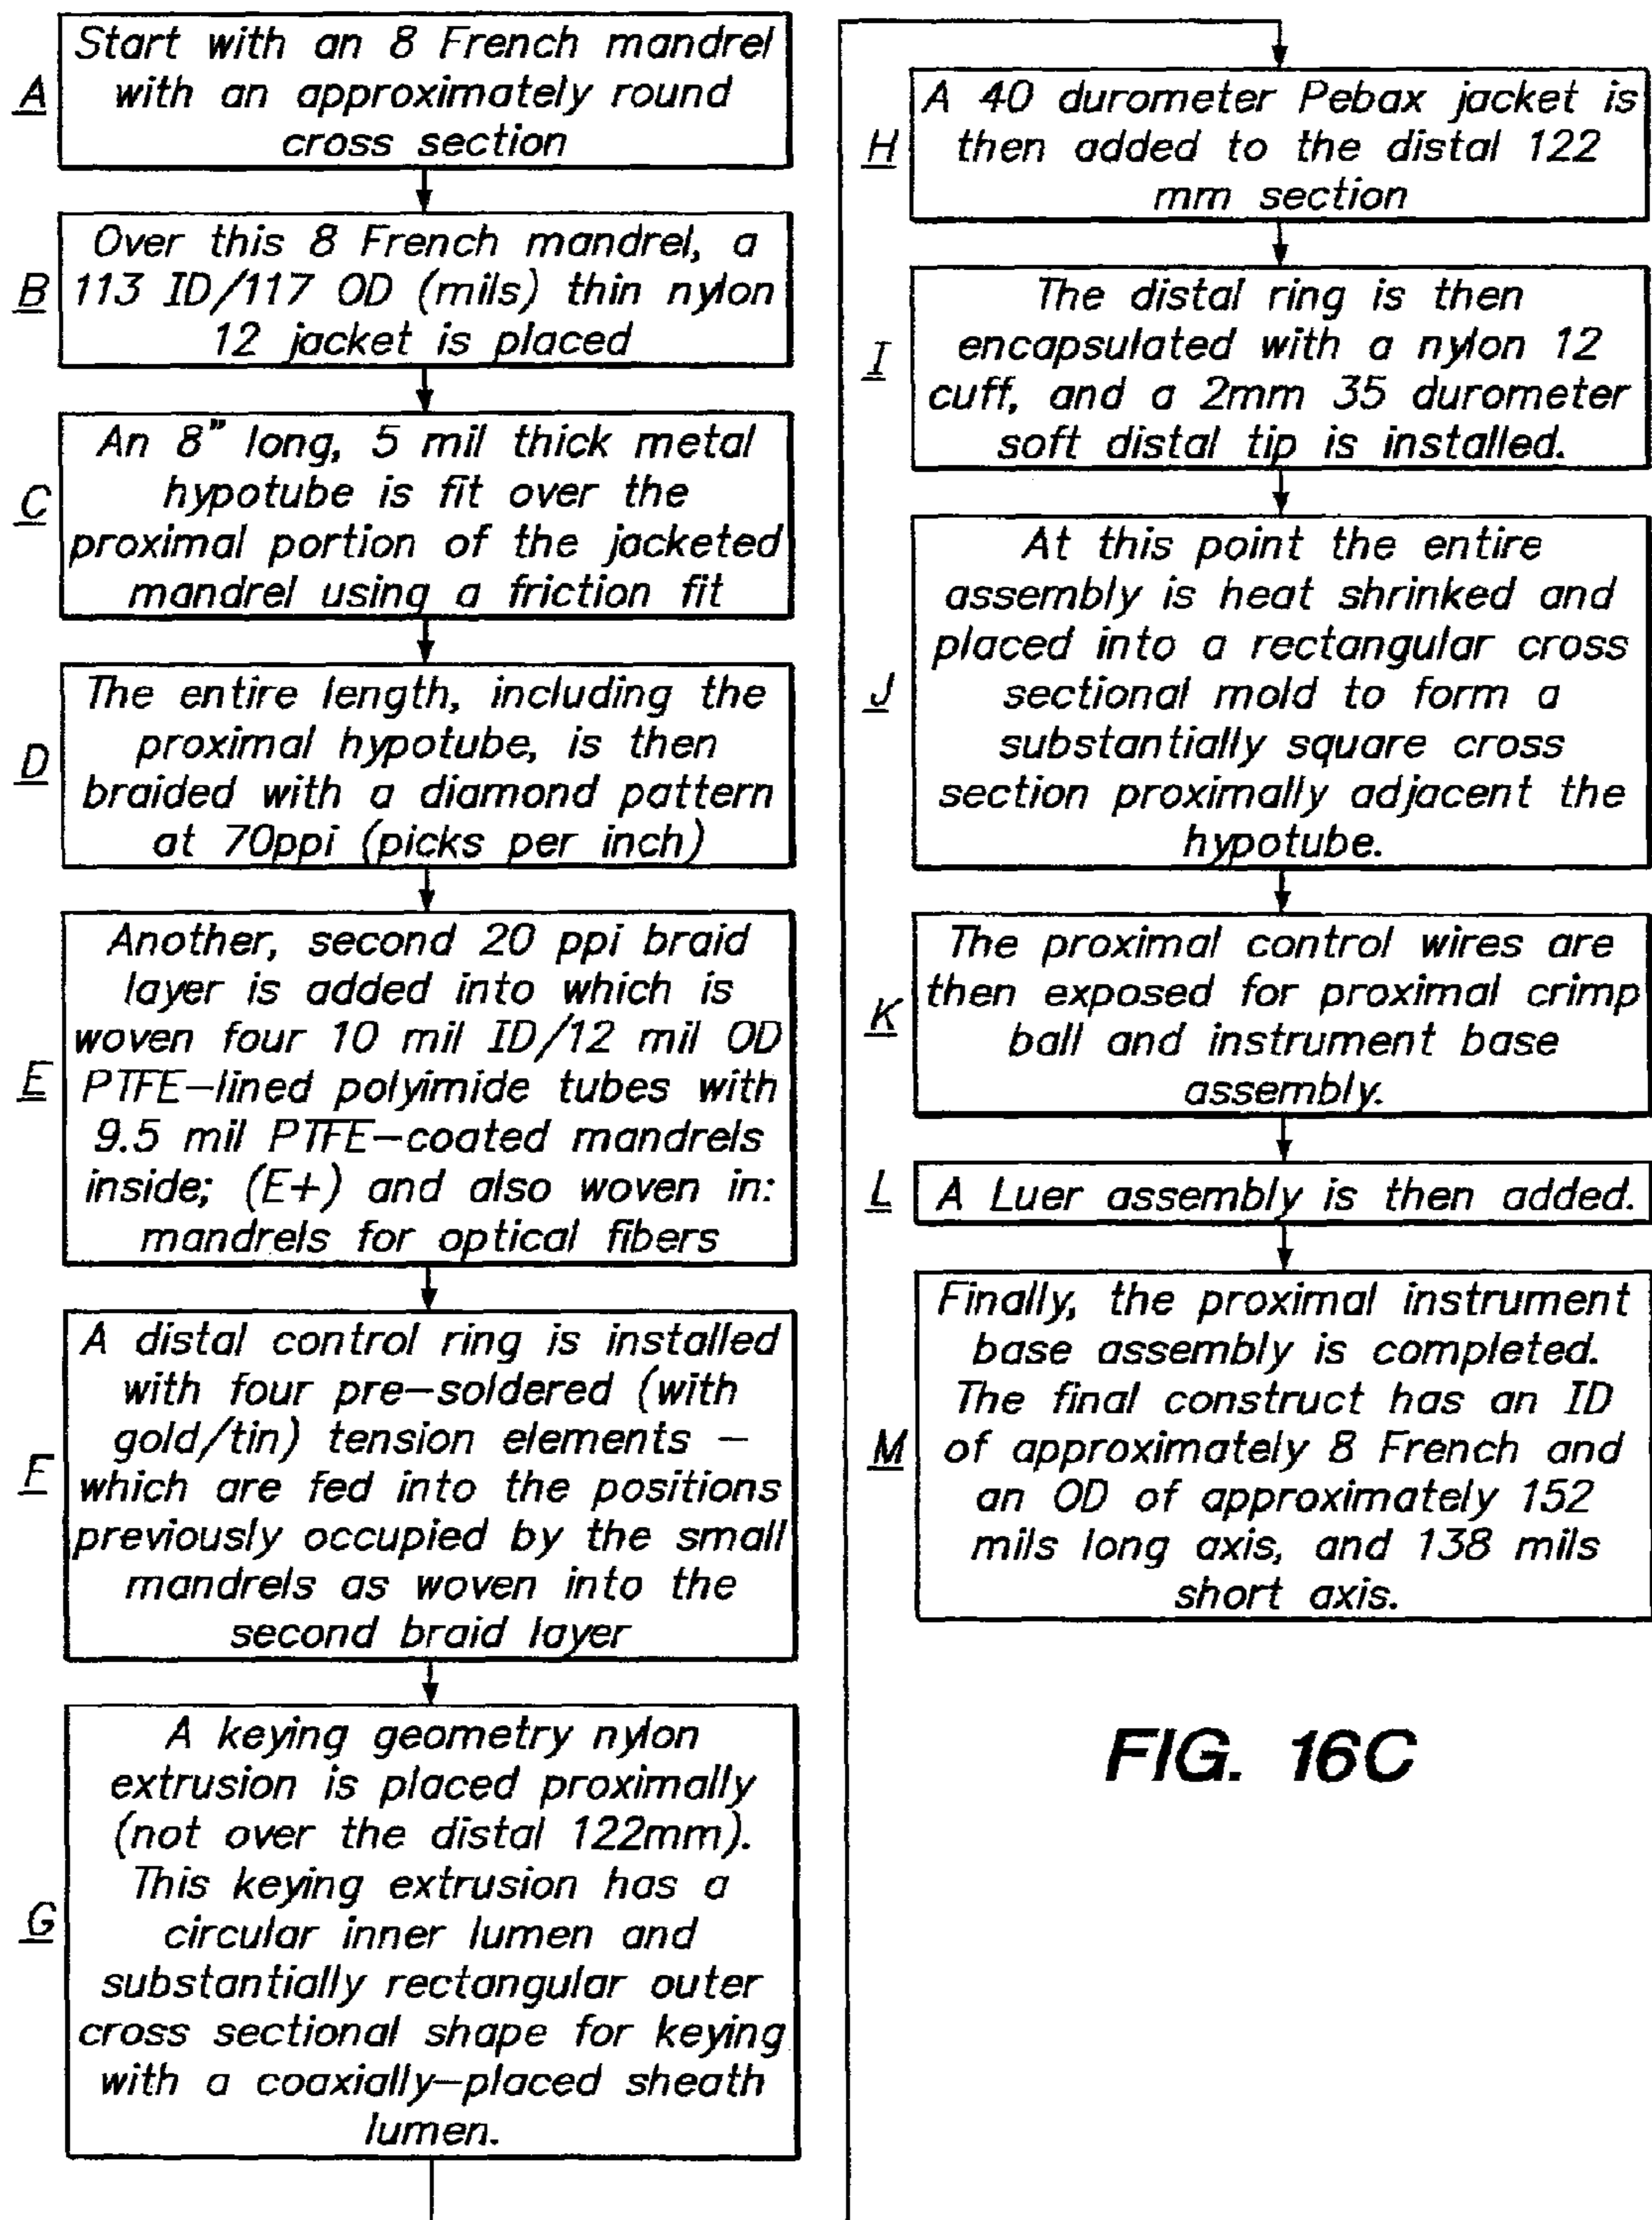 A
Start with an 8 French mandrel
with an approximately round
cross section
B
Over this 8 French mandrel, a
113 ID/117 OD (mils) thin nylon
12 jacket is placed
C
An 8" long, 5 mil thick metal
hypotube is fit over the
proximal portion of the jacketed
mandrel using a friction fit
D
The entire length, including the
proximal hypotube, is then
braided with a diamond pattern
at 70ppi (picks per inch)
E
Another, second 20 ppi braid
layer is added into which is
woven four 10 mil ID/12 mil OD
PTFE-lined polyimide tubes with
9.5 mil PTFE-coated mandrels
inside; (E+) and also woven in:
mandrels for optical fibers
F
A distal control ring is installed
with four pre-soldered (with
gold/tin) tension elements -
which are fed into the positions
previously occupied by the small
mandrels as woven into the
second braid layer
G
A keying geometry nylon
extrusion is placed proximally
(not over the distal 122mm).
This keying extrusion has a
circular inner lumen and
substantially rectangular outer
cross sectional shape for keying
with a coaxially-placed sheath
lumen.
H
A 40 durometer Pebax jacket is
then added to the distal 122
mm section
I
The distal ring is then
encapsulated with a nylon 12
cuff, and a 2mm 35 durometer
soft distal tip is installed.
J
At this point the entire
assembly is heat shrinked and
placed into a rectangular cross
sectional mold to form a
substantially square cross
section proximally adjacent the
hypotube.
K
The proximal control wires are
then exposed for proximal crimp
ball and instrument base
assembly.
L
A Luer assembly is then added.
M
Finally, the proximal instrument
base assembly is completed.
The final construct has an ID
of approximately 8 French and
an OD of approximately 152
mils long axis, and 138 mils
short axis.
FIG. 16C